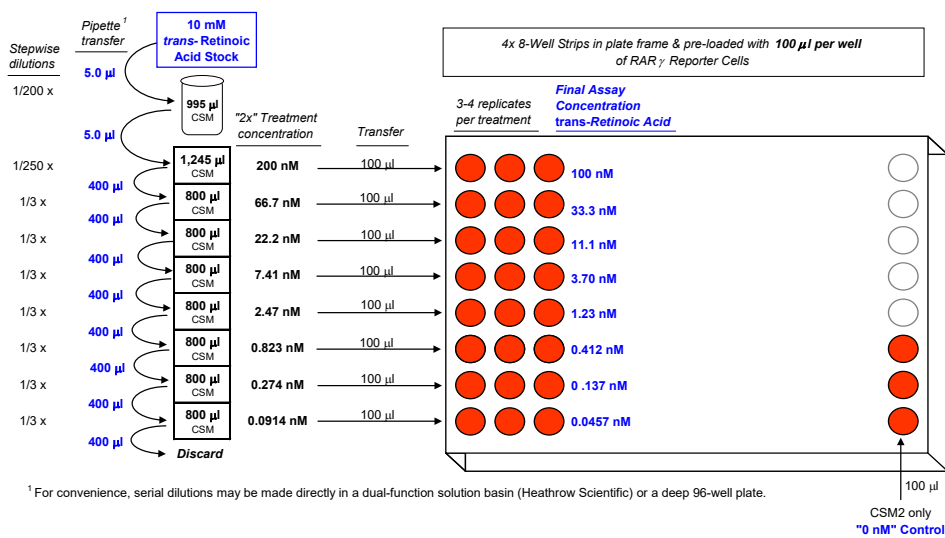 Stepwise
dilutions
Pipette 1
transfer
10 mM
trans- Retinoic
Acid Stock
4x 8-Well Strips in plate frame & pre-loaded with 100 µl per well
of RAR γ Reporter Cells
1/200 x
5.0 µl
995 µl
CSM
5.0 µl
"2x" Treatment
concentration
Transfer
3-4 replicates
per treatment
Final Assay
Concentration
trans-Retinoic Acid
1/250 x
1,245 µl
CSM
200 nM
100 µl
100 nM
400 µl
1/3 x
800 µl
CSM
66.7 nM
100 µl
33.3 nM
400 µl
1/3 x
800 µl
CSM
22.2 nM
100 µl
11.1 nM
400 µl
1/3 x
800 µl
CSM
7.41 nM
100 µl
3.70 nM
400 µl
1/3 x
800 µl
CSM
2.47 nM
100 µl
1.23 nM
400 µl
1/3 x
800 µl
CSM
0.823 nM
100 µl
0.412 nM
400 µl
1/3 x
800 µl
CSM
0.274 nM
100 µl
0 .137 nM
400 µl
1/3 x
800 µl
CSM
0.0914 nM
100 µl
0.0457 nM
400 µl
Discard
1 For convenience, serial dilutions may be made directly in a dual-function solution basin (Heathrow Scientific) or a deep 96-well plate.
100 µl
CSM2 only
"0 nM" Control